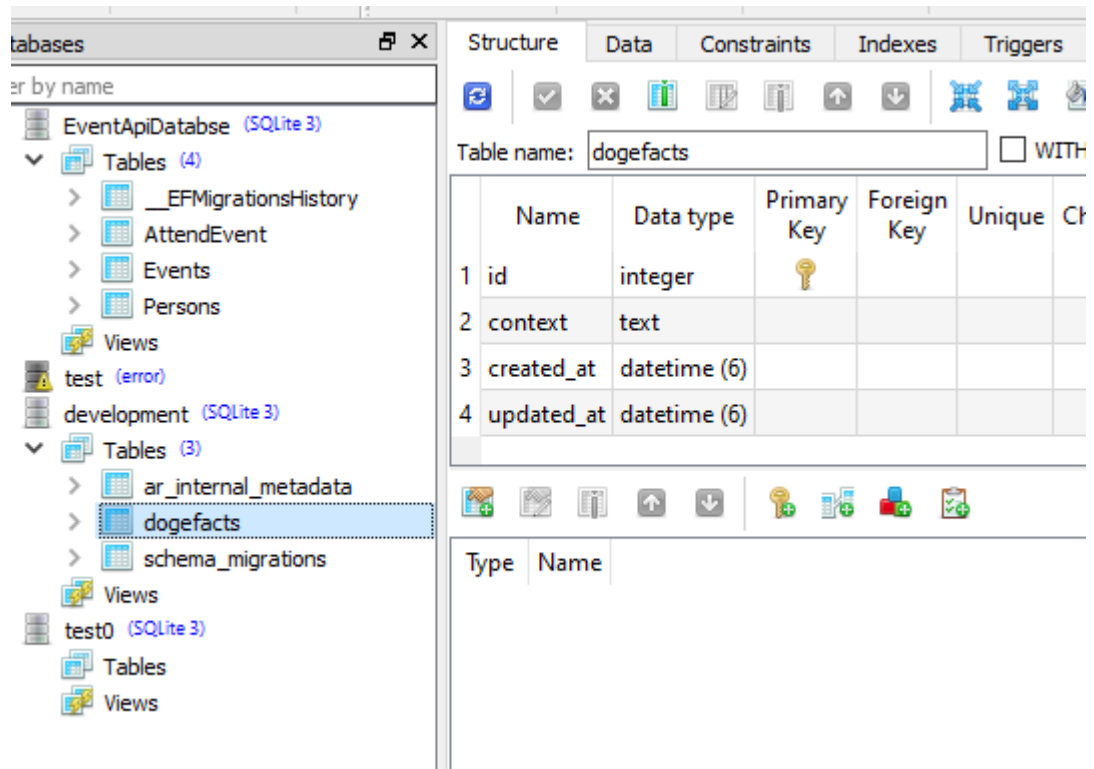 tabases
er by name
EventApiDatabse (SQLite 3)
Tables (4)
__EFMigrationsHistory
AttendEvent
Events
Persons
Views
test (error)
development (SQLite 3)
Tables (3)
ar_internal_metadata
dogefacts
schema_migrations
Views
test0 (SQLite 3)
Tables
Views
Structure Data Constraints Indexes Triggers
Table name: dogefacts WITH
Name Data type Primary Key Foreign Key Unique Ch
1 id integer
2 context text
3 created_at datetime (6)
4 updated_at datetime (6)
Type Name